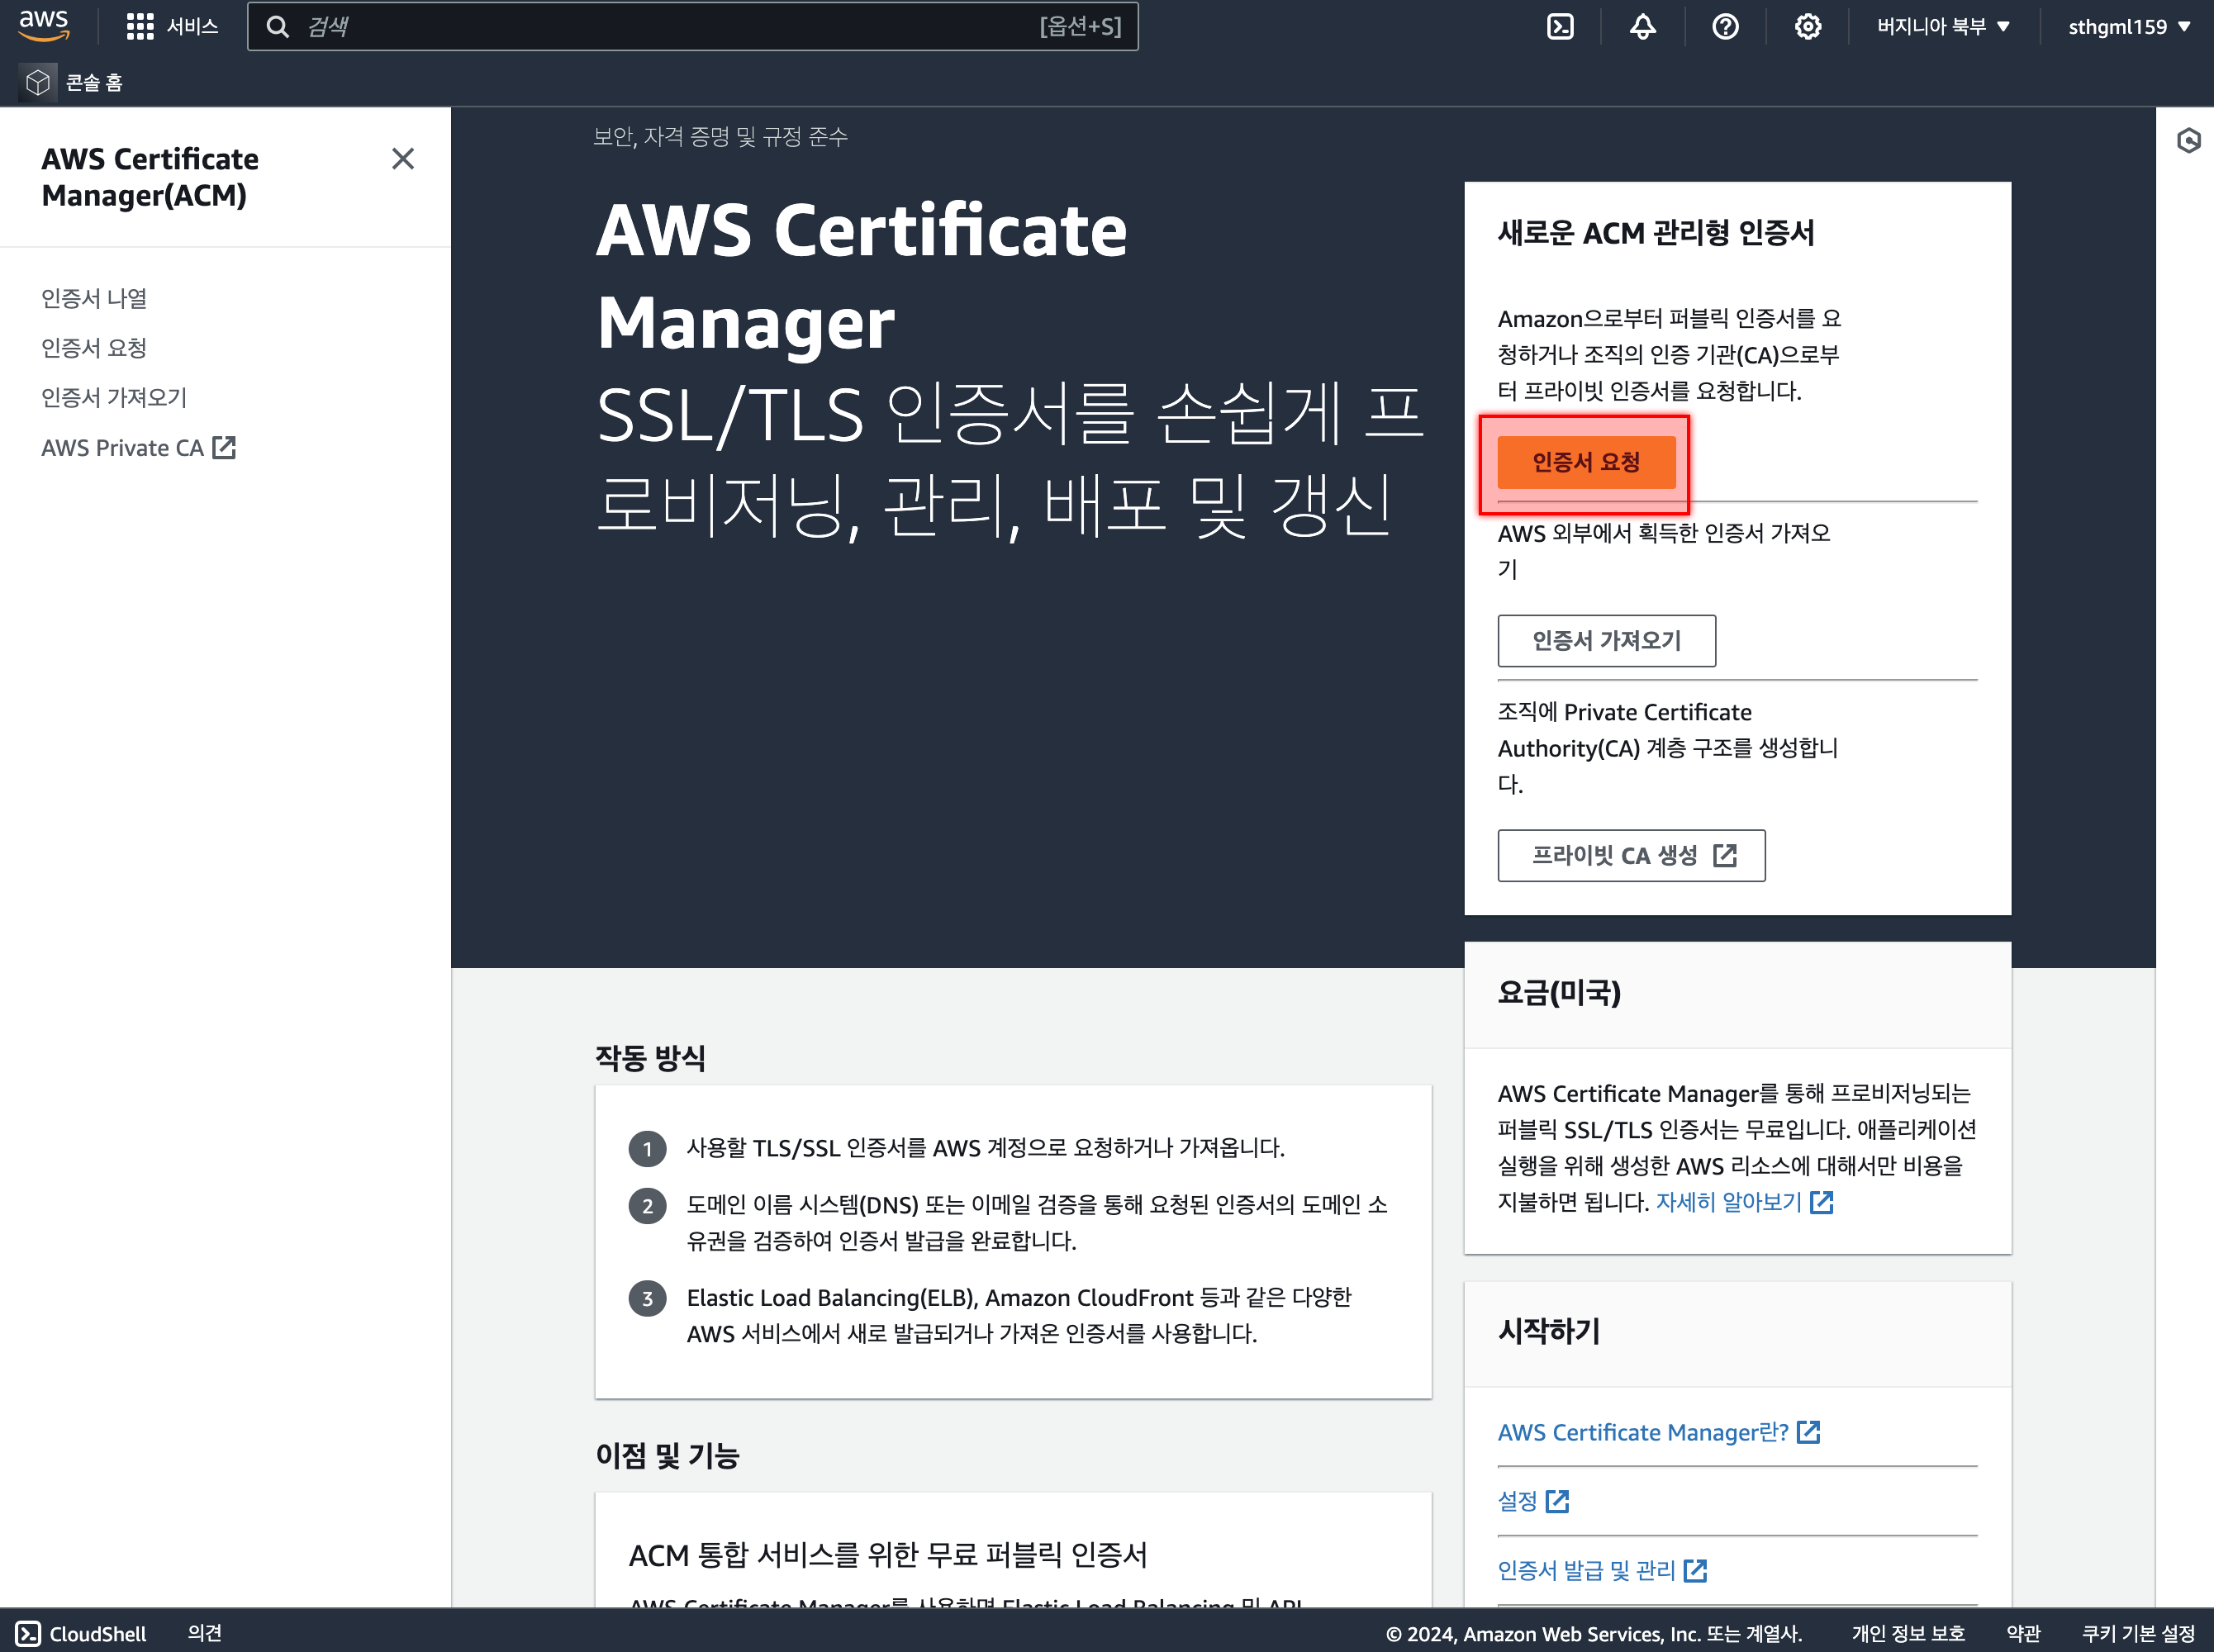 aws
서비스
검색
[옵션+S]
버지니아 북부 ▼
sthgml159 ▼
콘솔 홈
AWS Certificate
Manager(ACM)
인증서 나열
인증서 요청
인증서 가져오기
AWS Private CA
보안, 자격 증명 및 규정 준수
AWS Certificate
Manager
SSL/TLS 인증서를 손쉽게 프
로비저닝, 관리, 배포 및 갱신
새로운 ACM 관리형 인증서
Amazon으로부터 퍼블릭 인증서를 요
청하거나 조직의 인증 기관(CA)으로부
터 프라이빗 인증서를 요청합니다.
인증서 요청
AWS 외부에서 획득한 인증서 가져오
기
인증서 가져오기
조직에 Private Certificate
Authority(CA) 계층 구조를 생성합니
다.
프라이빗 CA 생성
요금(미국)
AWS Certificate Manager를 통해 프로비저닝되는
퍼블릭 SSL/TLS 인증서는 무료입니다. 애플리케이션
실행을 위해 생성한 AWS 리소스에 대해서만 비용을
지불하면 됩니다. 자세히 알아보기
작동 방식
1 사용할 TLS/SSL 인증서를 AWS 계정으로 요청하거나 가져옵니다.
2 도메인 이름 시스템(DNS) 또는 이메일 검증을 통해 요청된 인증서의 도메인 소
유권을 검증하여 인증서 발급을 완료합니다.
3 Elastic Load Balancing(ELB), Amazon CloudFront 등과 같은 다양한
AWS 서비스에서 새로 발급되거나 가져온 인증서를 사용합니다.
시작하기
AWS Certificate Manager란?
설정
인증서 발급 및 관리
이점 및 기능
ACM 통합 서비스를 위한 무료 퍼블릭 인증서
AWS Certificate Manager를 사용하면 Elastic Load Balancing 및 API
CloudShell
의견
© 2024, Amazon Web Services, Inc. 또는 계열사.
개인 정보 보호
약관
쿠키 기본 설정